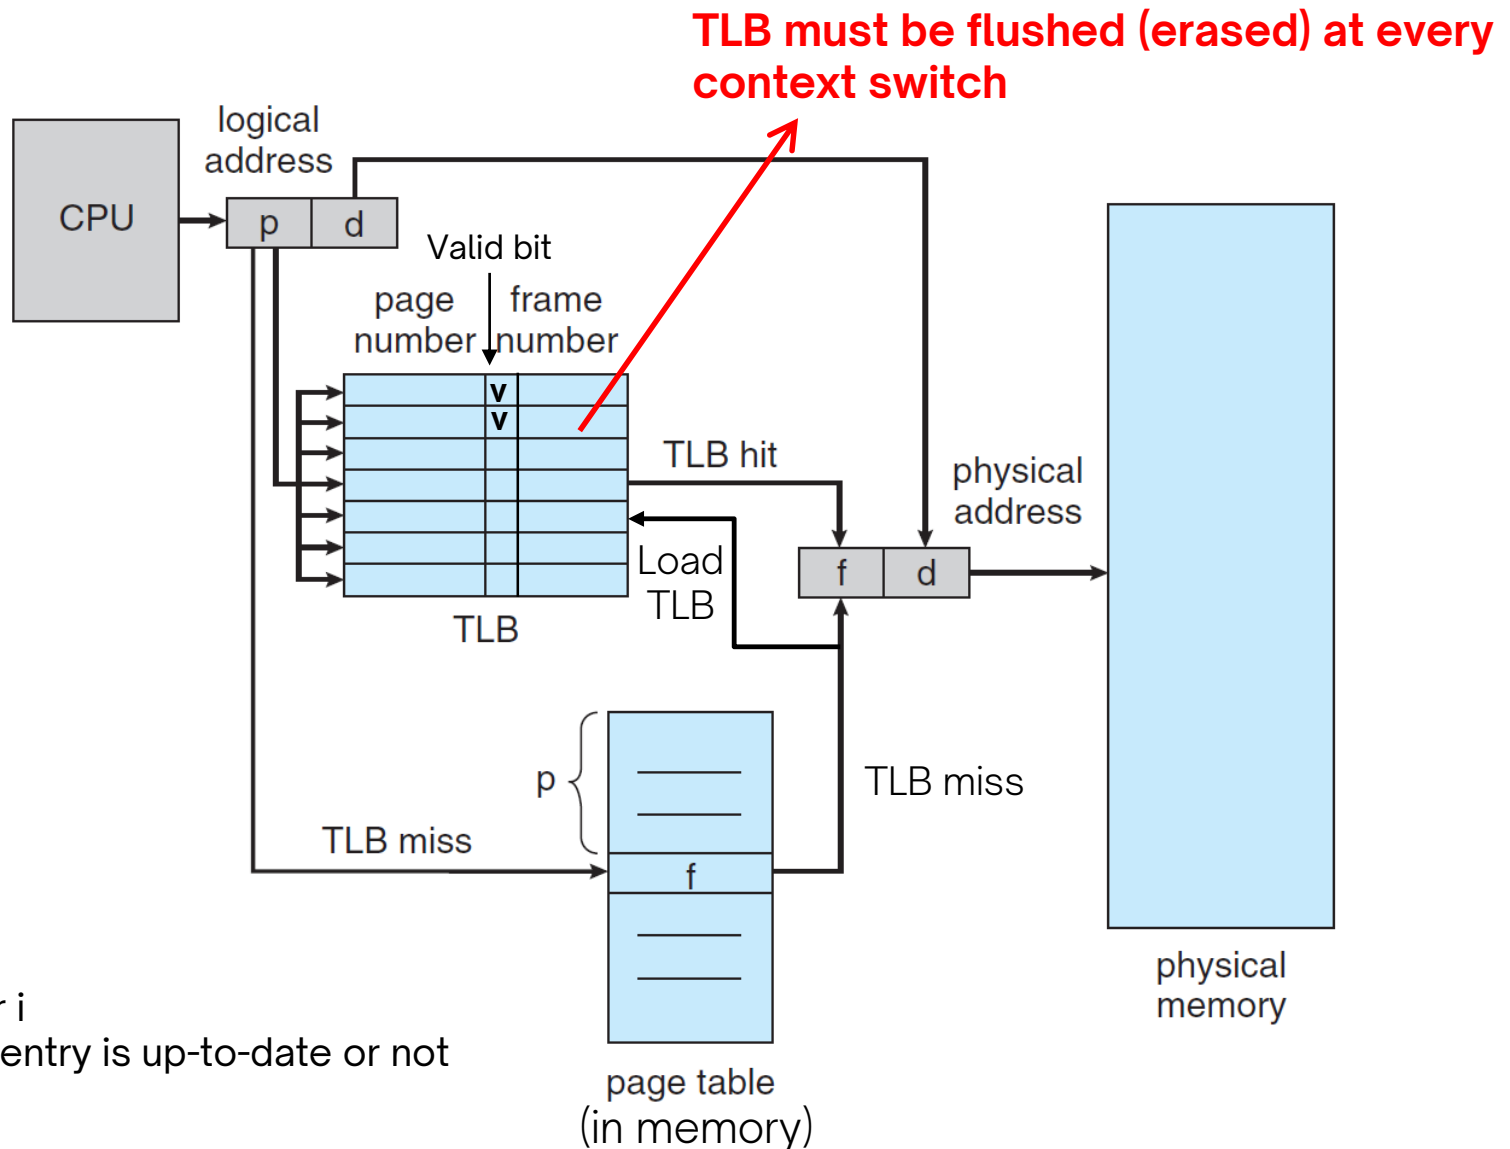 TLB must be flushed (erased) at every
context switch
logical
address
CPU
p
d
Valid bit
page
number
frame
number
v
v
TLB hit
physical
address
Load
TLB
f
d
TLB
p
TLB miss
TLB miss
f
physical
memory
r i
entry is up-to-date or not
page table
(in memory)